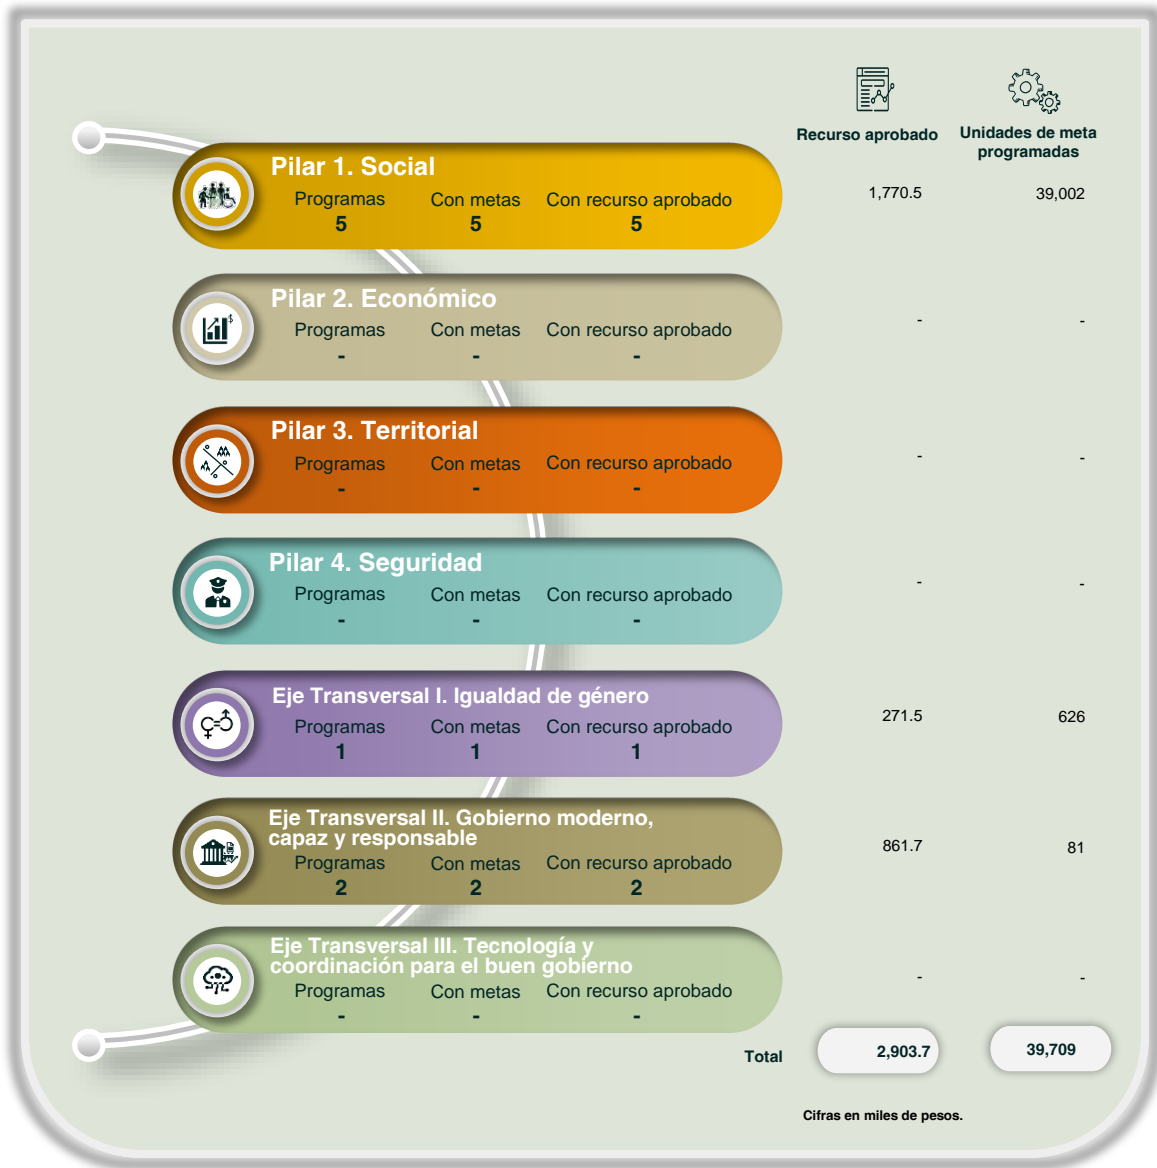 Recurso aprobado
Unidades de meta
programadas
Pilar 1. Social
Programas Con metas Con recurso aprobado
5 5 5
1,770.5 39,002
Pilar 2. Económico
Programas Con metas Con recurso aprobado
- - -
- -
Pilar 3. Territorial
Programas Con metas Con recurso aprobado
- - -
- -
Pilar 4. Seguridad
Programas Con metas Con recurso aprobado
- - -
- -
Eje Transversal I. Igualdad de género
Programas Con metas Con recurso aprobado
1 1 1
271.5 626
Eje Transversal II. Gobierno moderno,
capaz y responsable
Programas Con metas Con recurso aprobado
2 2 2
861.7 81
Eje Transversal III. Tecnología y
coordinación para el buen gobierno
Programas Con metas Con recurso aprobado
- - -
- -
Total 2,903.7 39,709
Cifras en miles de pesos.